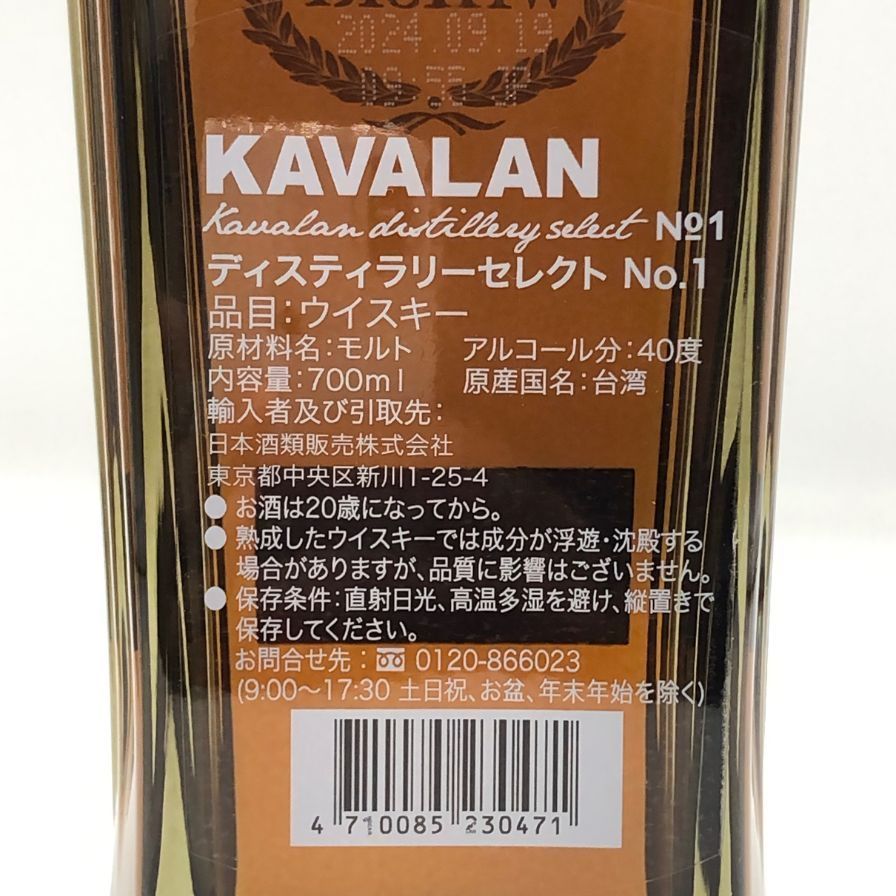 2024.09.19
KAVALAN
Kavalan distillery select №1
ディスティラリーセレクト No.1
品目：ウイスキー
原材料名：モルト アルコール分：40度
内容量：700ml 原産国名：台湾
輸入者及び引取先：
日本酒類販売株式会社
東京都中央区新川1-25-4
● お酒は20歳になってから。
● 熟成したウイスキーでは成分が浮遊・沈殿する
場合がありますが、品質に影響はございません。
● 保存条件：直射日光、高温多湿を避け、縦置きで
保存してください。
お問合せ先： 0120-866023
(9:00～17:30 土日祝、お盆、年末年始を除く)
4 710085 230471